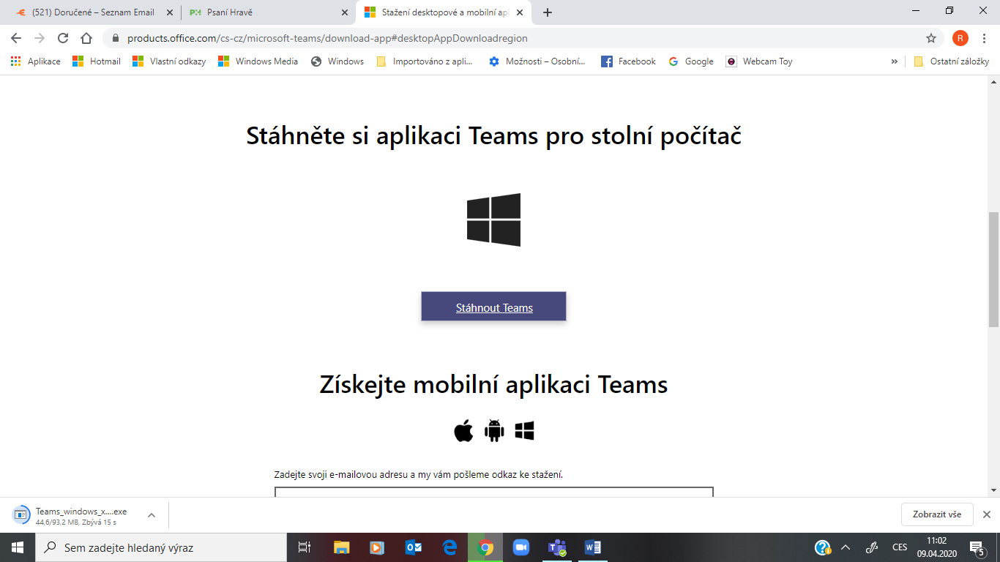 (521) Doručené – Seznam Email
Psaní Hravě
Stažení desktopové a mobilní apl
products.office.com/cs-cz/microsoft-teams/download-app#desktopAppDownloadregion
R
Aplikace
Hotmail
Vlastní odkazy
Windows Media
Windows
Importováno z apli...
Možnosti – Osobní...
Facebook
Google
Webcam Toy
»
Ostatní záložky
Stáhněte si aplikaci Teams pro stolní počítač
Stáhnout Teams
Získejte mobilní aplikaci Teams
Zadejte svoji e-mailovou adresu a my vám pošleme odkaz ke stažení.
Teams_windows_x....exe
44,6/93,2 MB, Zbývá 15 s
Zobrazit vše
Sem zadejte hledaný výraz
CES
11:02
09.04.2020
5